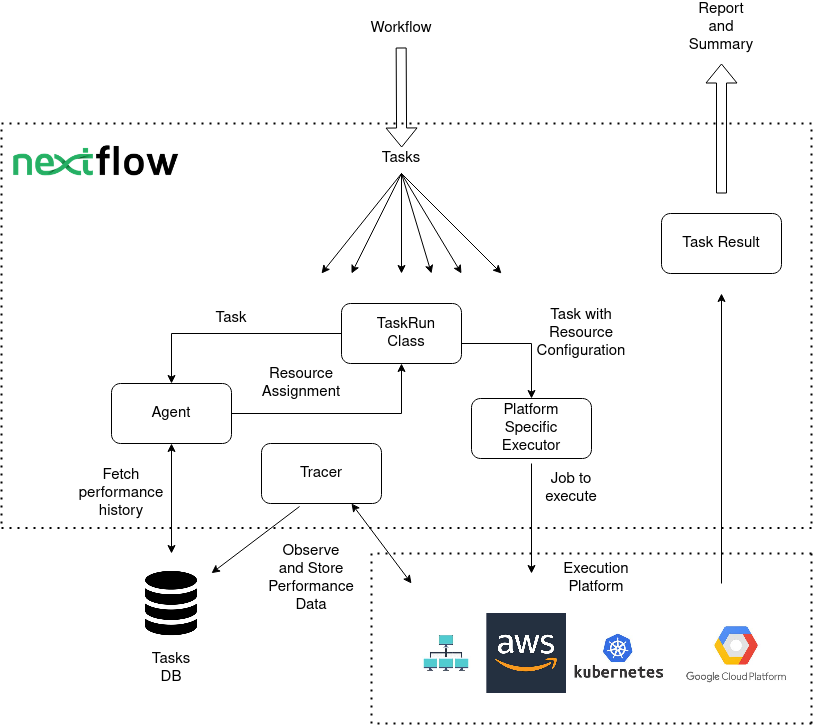 Workflow
Report
and
Summary
nextflow
Tasks
Task Result
Task
TaskRun
Class
Task with
Resource
Configuration
Resource
Assignment
Agent
Platform
Specific
Executor
Tracer
Fetch
performance
history
Job to
execute
Observe
and Store
Performance
Data
Execution
Platform
aws
kubernetes
Google Cloud Platform
Tasks
DB